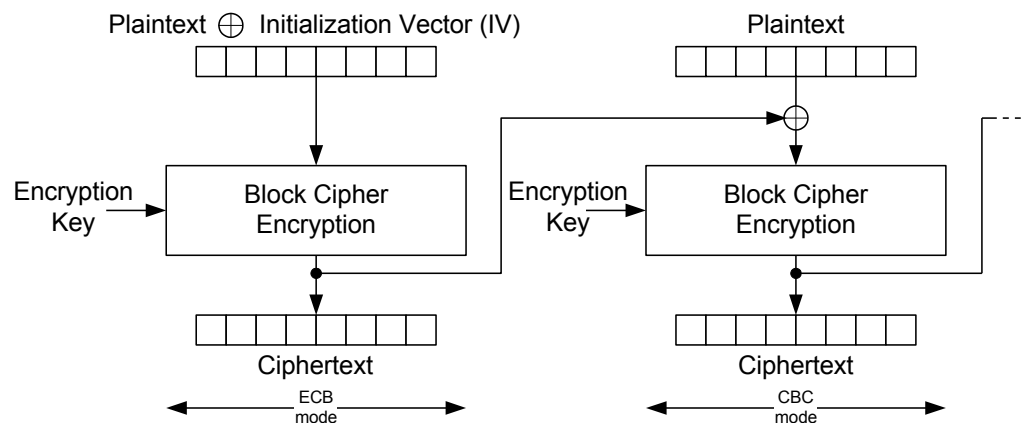 Plaintext ⊕ Initialization Vector (IV)
Plaintext
Encryption
Key
Block Cipher
Encryption
Encryption
Key
Block Cipher
Encryption
Ciphertext
Ciphertext
ECB
mode
CBC
mode